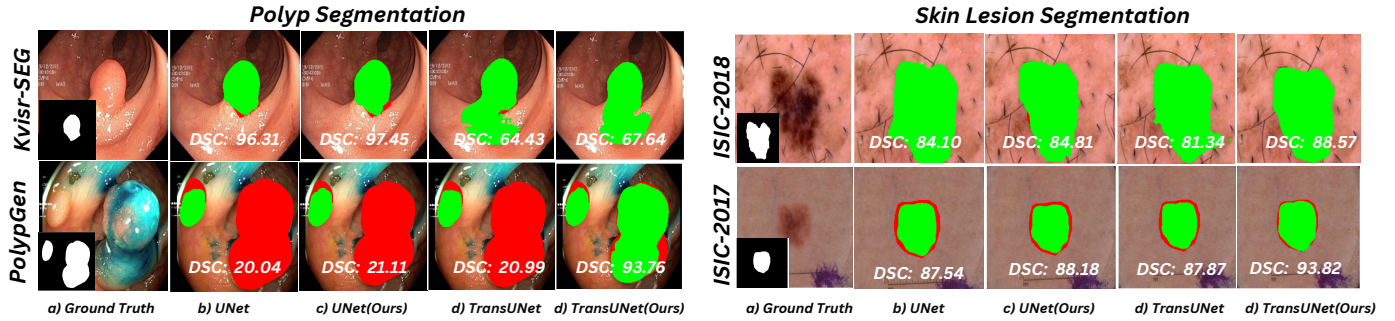 Polyp Segmentation
Skin Lesion Segmentation
Kvisr-SEG
DSC: 96.31
DSC: 97.45
DSC: 64.43
DSC: 67.64
ISIC-2018
DSC: 84.10
DSC: 84.81
DSC: 81.34
DSC: 88.57
PolypGen
DSC: 20.04
DSC: 21.11
DSC: 20.99
DSC: 93.76
ISIC-2017
DSC: 87.54
DSC: 88.18
DSC: 87.87
DSC: 93.82
a) Ground Truth
b) UNet
c) UNet(Ours)
d) TransUNet
d) TransUNet(Ours)
a) Ground Truth
b) UNet
c) UNet(Ours)
d) TransUNet
d) TransUNet(Ours)